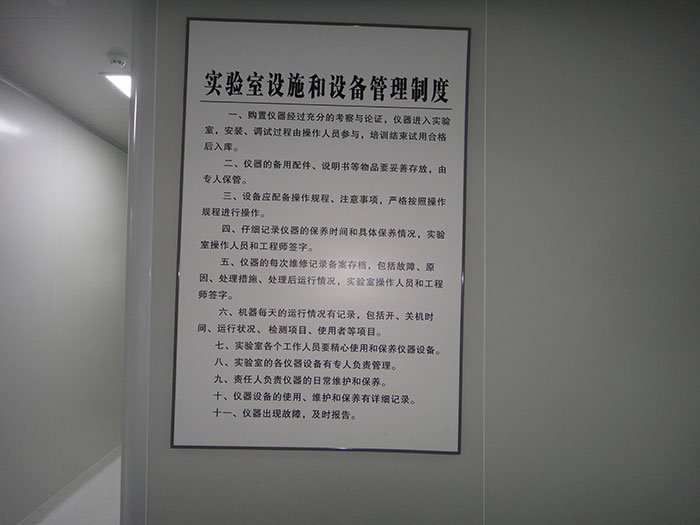 实验室设施和设备管理制度
一、购置仪器经过充分的考察与论证，仪器进入实验
室，安装、调试过程由操作人员参与，培训结束试用合格
后入库。
二、仪器的备用配件、说明书等物品要妥善存放，由
专人保管。
三、设备应配备操作规程、注意事项，严格按照操作
规程进行操作。
四、仔细记录仪器的保养时间和具体保养情况，实验
室操作人员和工程师签字。
五、仪器的每次维修记录备案存档，包括故障、原
因、处理措施、处理后运行情况，实验室操作人员和工程
师签字。
六、机器每天的运行情况有记录，包括开、关机时
间、运行状况、检测项目、使用者等项目。
七、实验室各个工作人员要精心使用和保养仪器设备。
八、实验室的各仪器设备有专人负责管理。
九、责任人负责仪器的日常维护和保养。
十、仪器设备的使用、维护和保养有详细记录。
十一、仪器出现故障，及时报告。